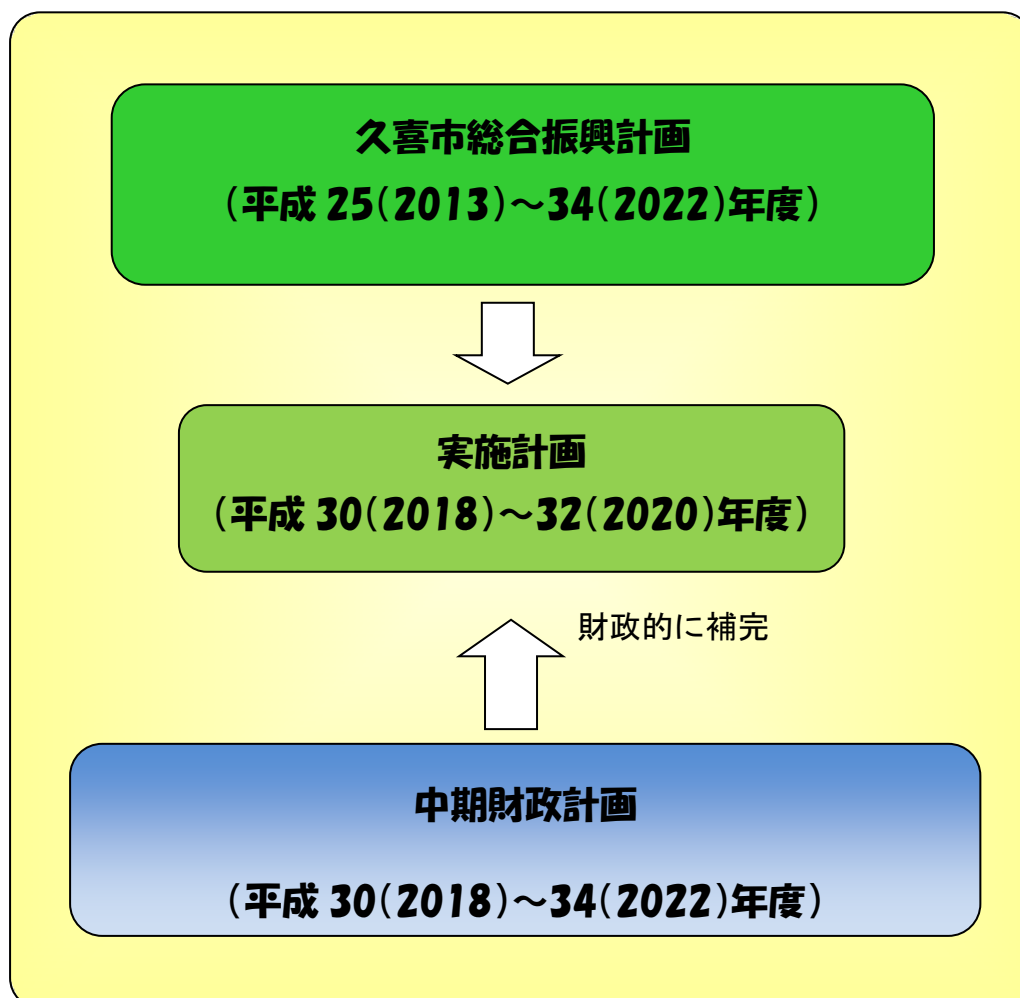 久喜市総合振興計画
（平成 25(2013)～34(2022)年度）
実施計画
（平成 30(2018)～32(2020)年度）
財政的に補完
中期財政計画
（平成 30(2018)～34(2022)年度）